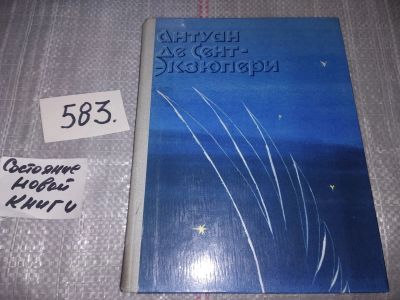 Антуан
де Сент-
Экзюпери
583.
Состояние
новой
книги